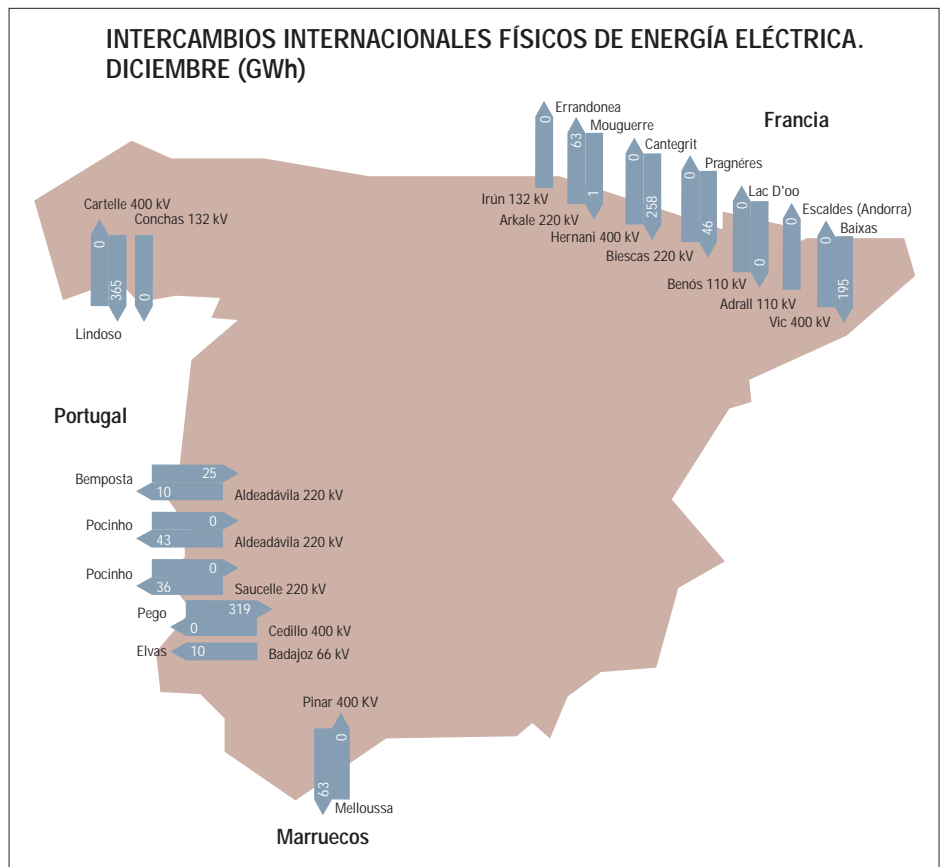 INTERCAMBIOS INTERNACIONALES FÍSICOS DE ENERGÍA ELÉCTRICA.
DICIEMBRE (GWh)
Francia
Errandonea
Mouguerre
Cantegrit
Pragnéres
Lac D'oo
Escaldes (Andorra)
Baixas
0
63
1
0
258
0
46
0
0
0
0
195
Irún 132 kV
Arkale 220 kV
Hernani 400 kV
Biescas 220 kV
Benós 110 kV
Adrall 110 kV
Vic 400 kV
Cartelle 400 kV
Conchas 132 kV
0
365
0
Lindoso
Portugal
Bemposta
25
10
Aldeadávila 220 kV
Pocinho
0
43
Aldeadávila 220 kV
Pocinho
0
36
Saucelle 220 kV
Pego
319
0
Cedillo 400 kV
Elvas
10
Badajoz 66 kV
Pinar 400 KV
0
63
Melloussa
Marruecos